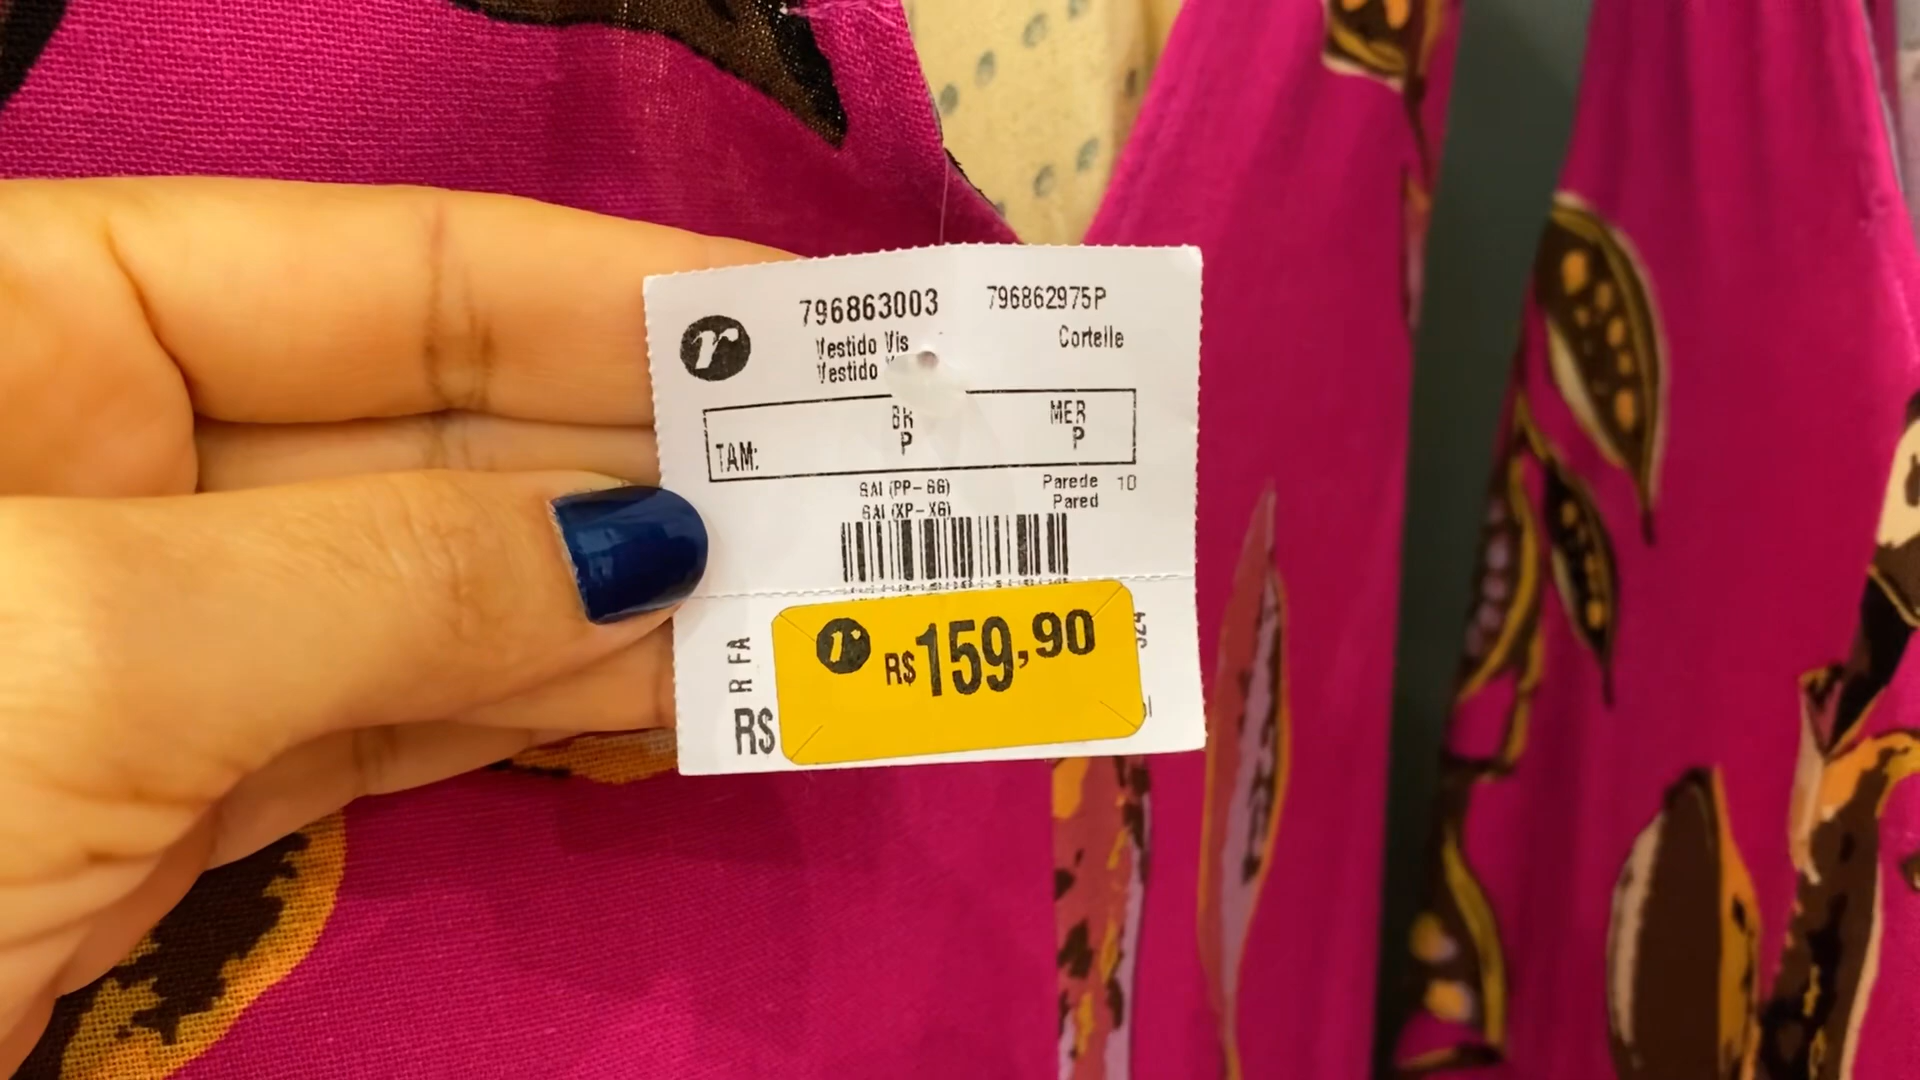 796863003 796862975P
r
Vestido Vis Cortelle
Vestido
BR MER
TAM: P P
SAI (PP-GG) Parede 10
SAI (XP-XG) Pared
R FA
r R$159,90
R$